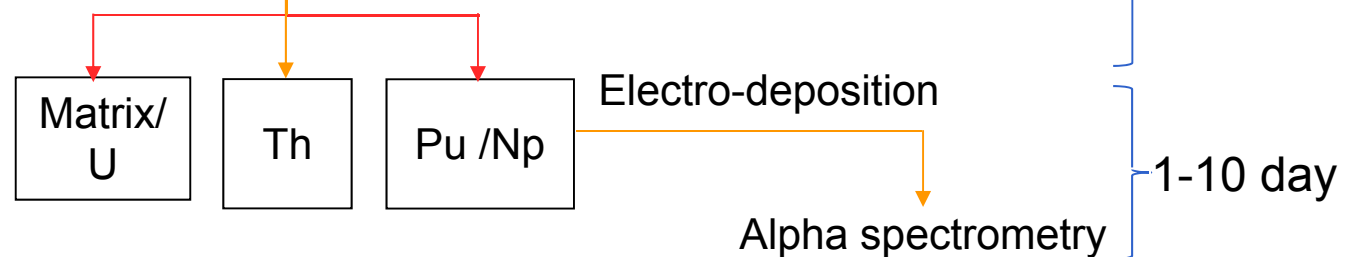 Matrix/
U
Th
Pu /Np
Electro-deposition
Alpha spectrometry
1-10 day